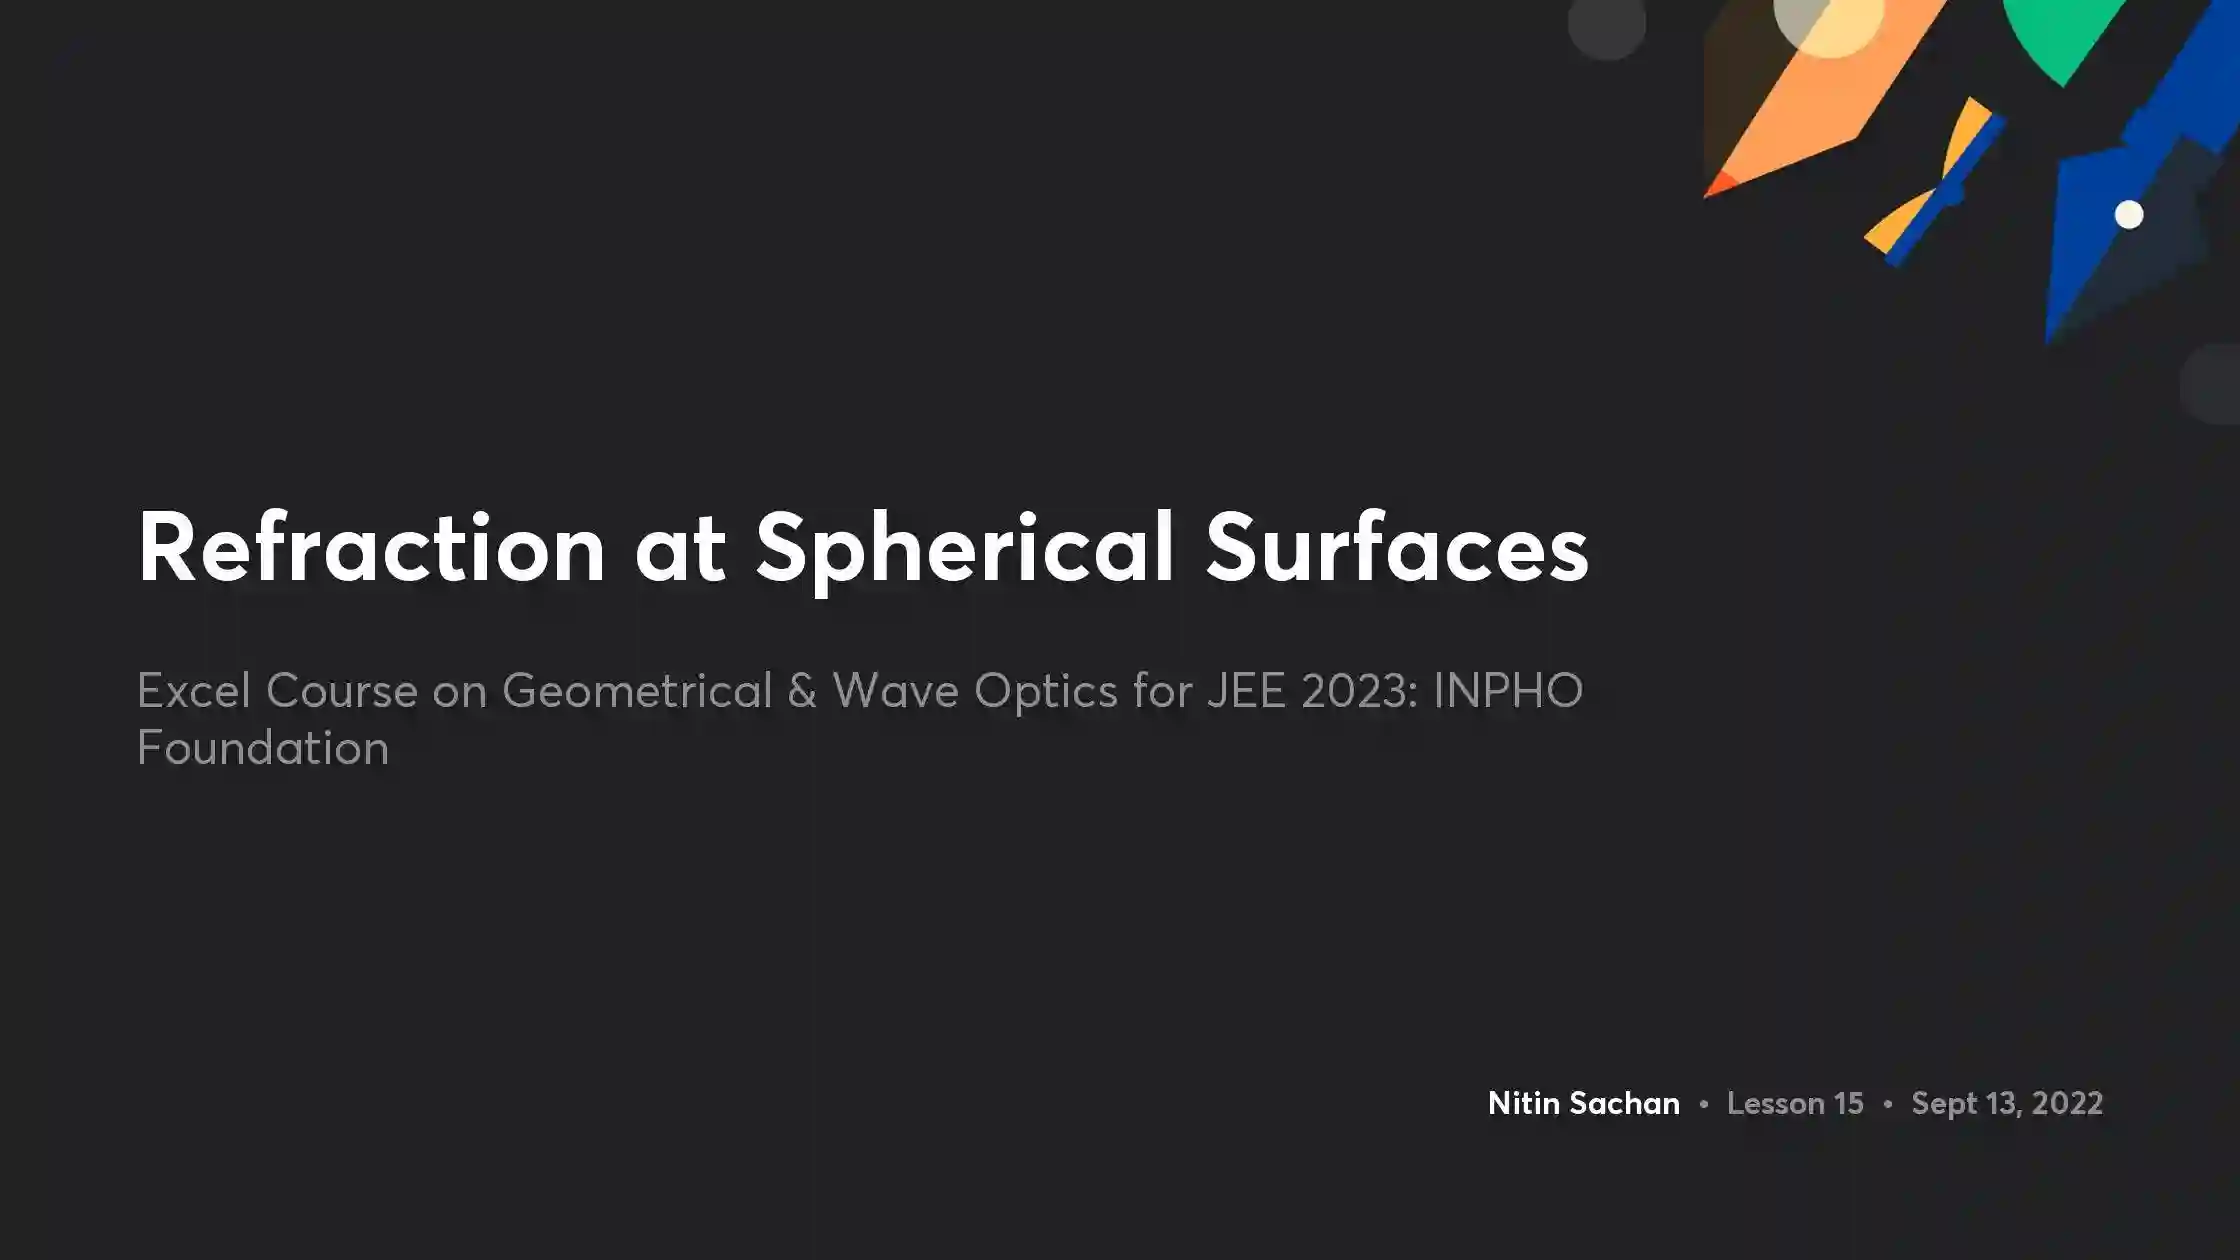 Refraction at Spherical Surfaces
Excel Course on Geometrical & Wave Optics for JEE 2023: INPHO
Foundation
Nitin Sachan • Lesson 15 • Sept 13, 2022